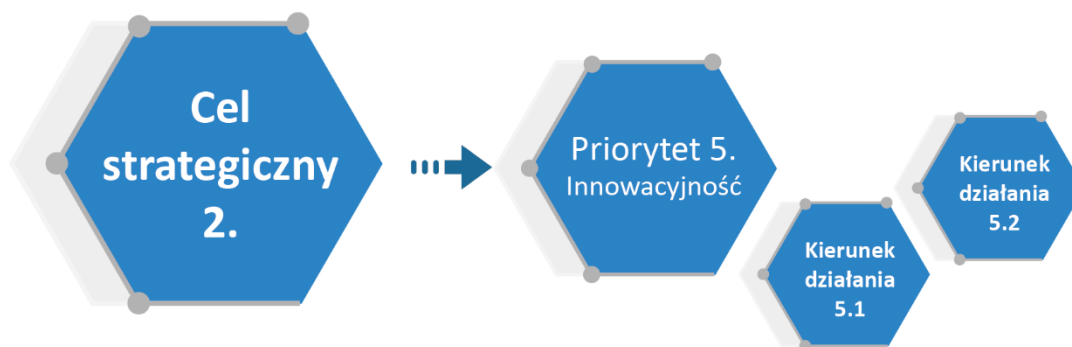 Cel
strategiczny
2.
Priorytet 5.
Innowacyjność
Kierunek
działania
5.1
Kierunek
działania
5.2